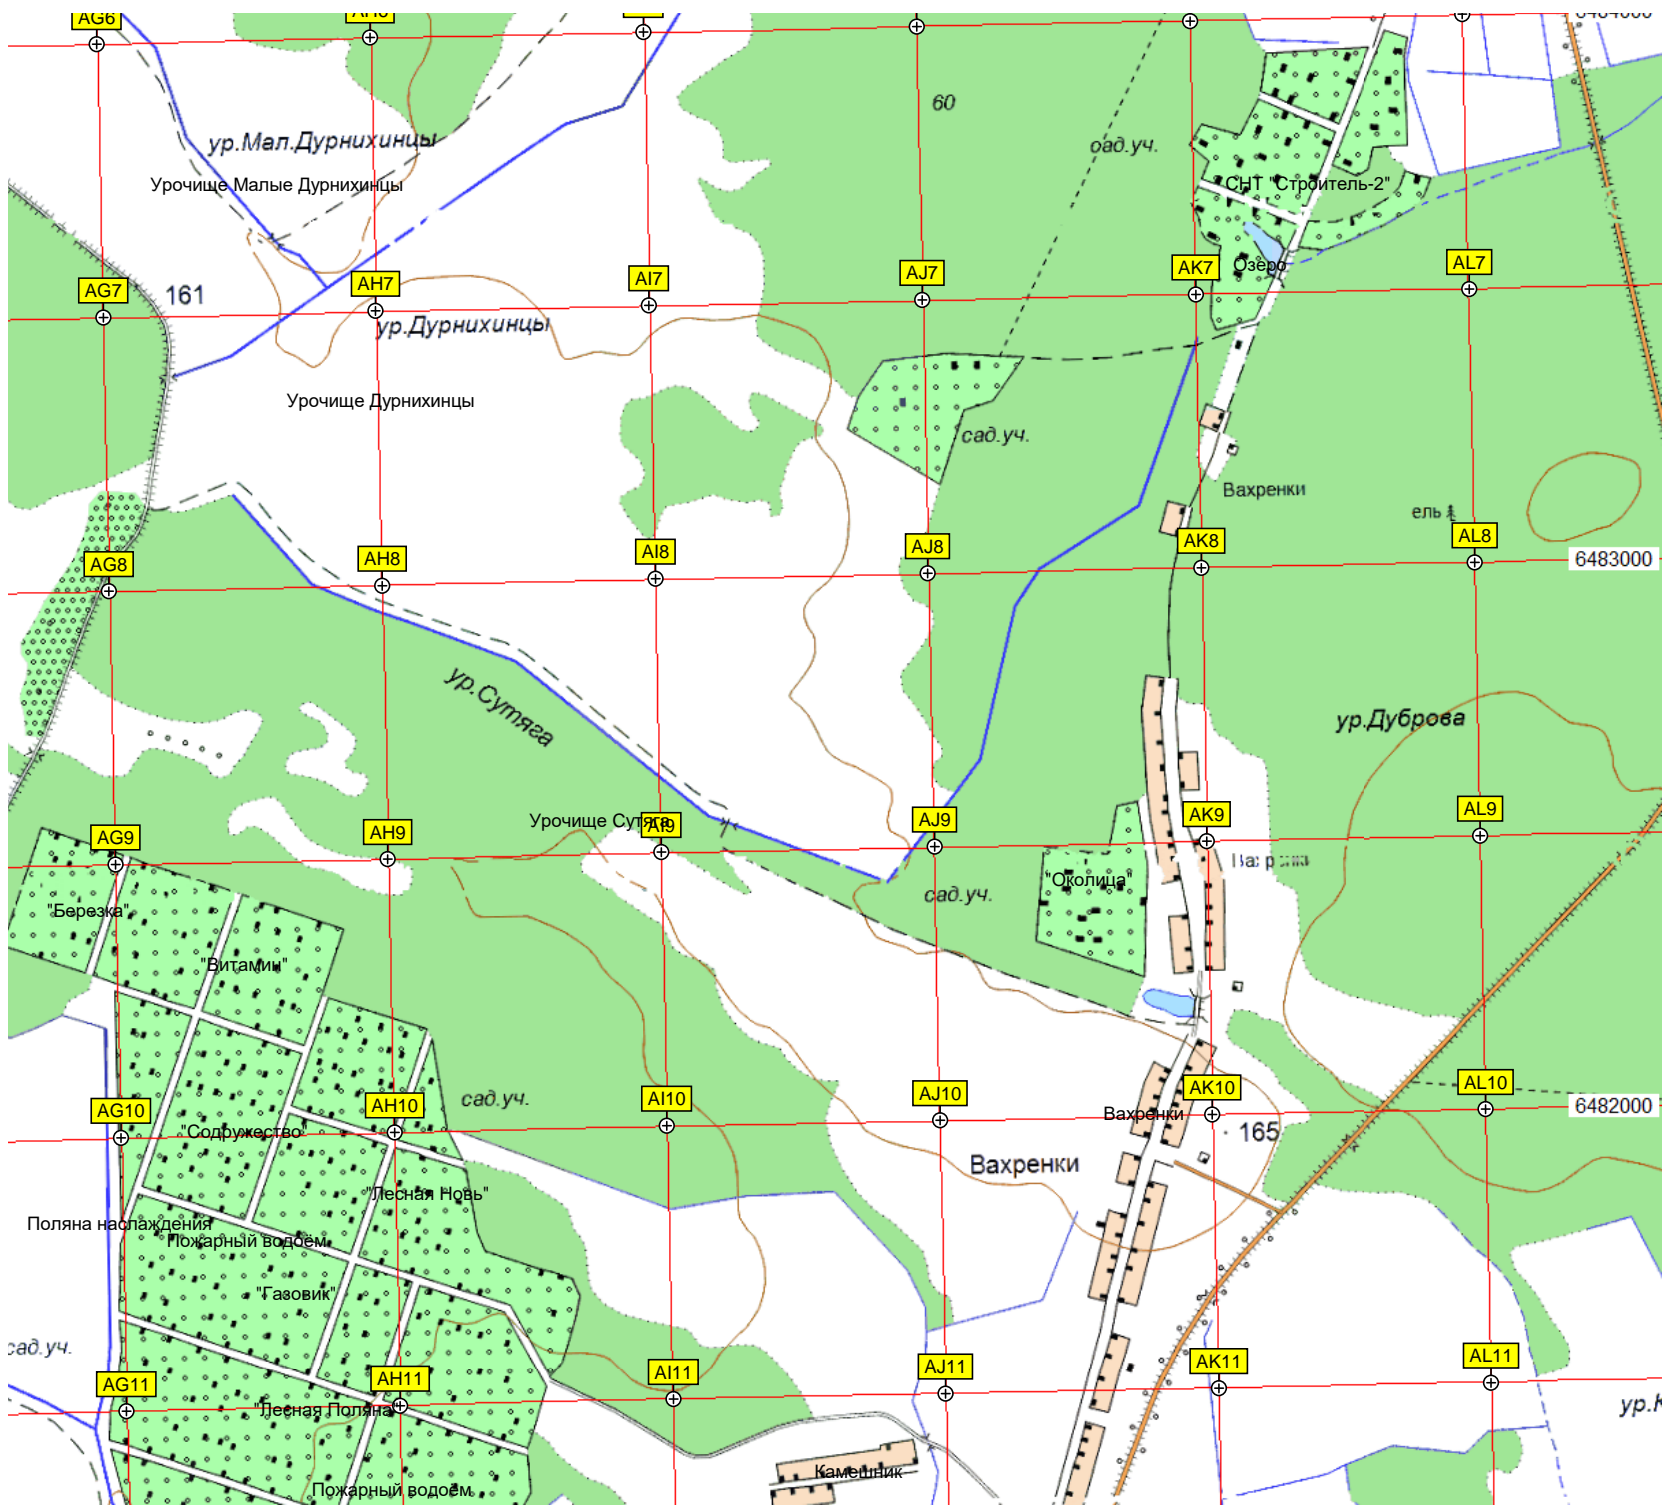 AG6
60
ур.Мал.Дурнихинцы
сад.уч.
Урочище Малые Дурнихинцы
СНТ "Строитель-2"
Озеро
AG7
161
AH7
AI7
AJ7
AK7
AL7
ур.Дурнихинцы
Урочище Дурнихинцы
сад.уч.
Вахренки
ель
AG8
AH8
AI8
AJ8
AK8
AL8
6483000
ур.Сутяга
ур.Дуброва
Урочище Сутяга
AG9
AH9
AI9
AJ9
AK9
AL9
"Околица"
сад.уч.
"Березка"
"Витамин"
AG10
AH10
сад.уч.
AI10
AJ10
AK10
AL10
6482000
Вахренки
165
"Содружество"
Вахренки
"Лесная Новь"
Поляна наслаждения
Пожарный водоём
"Газовик"
сад.уч.
AG11
AH11
AI11
AJ11
AK11
AL11
"Лесная Поляна"
Камешник
Пожарный водоём